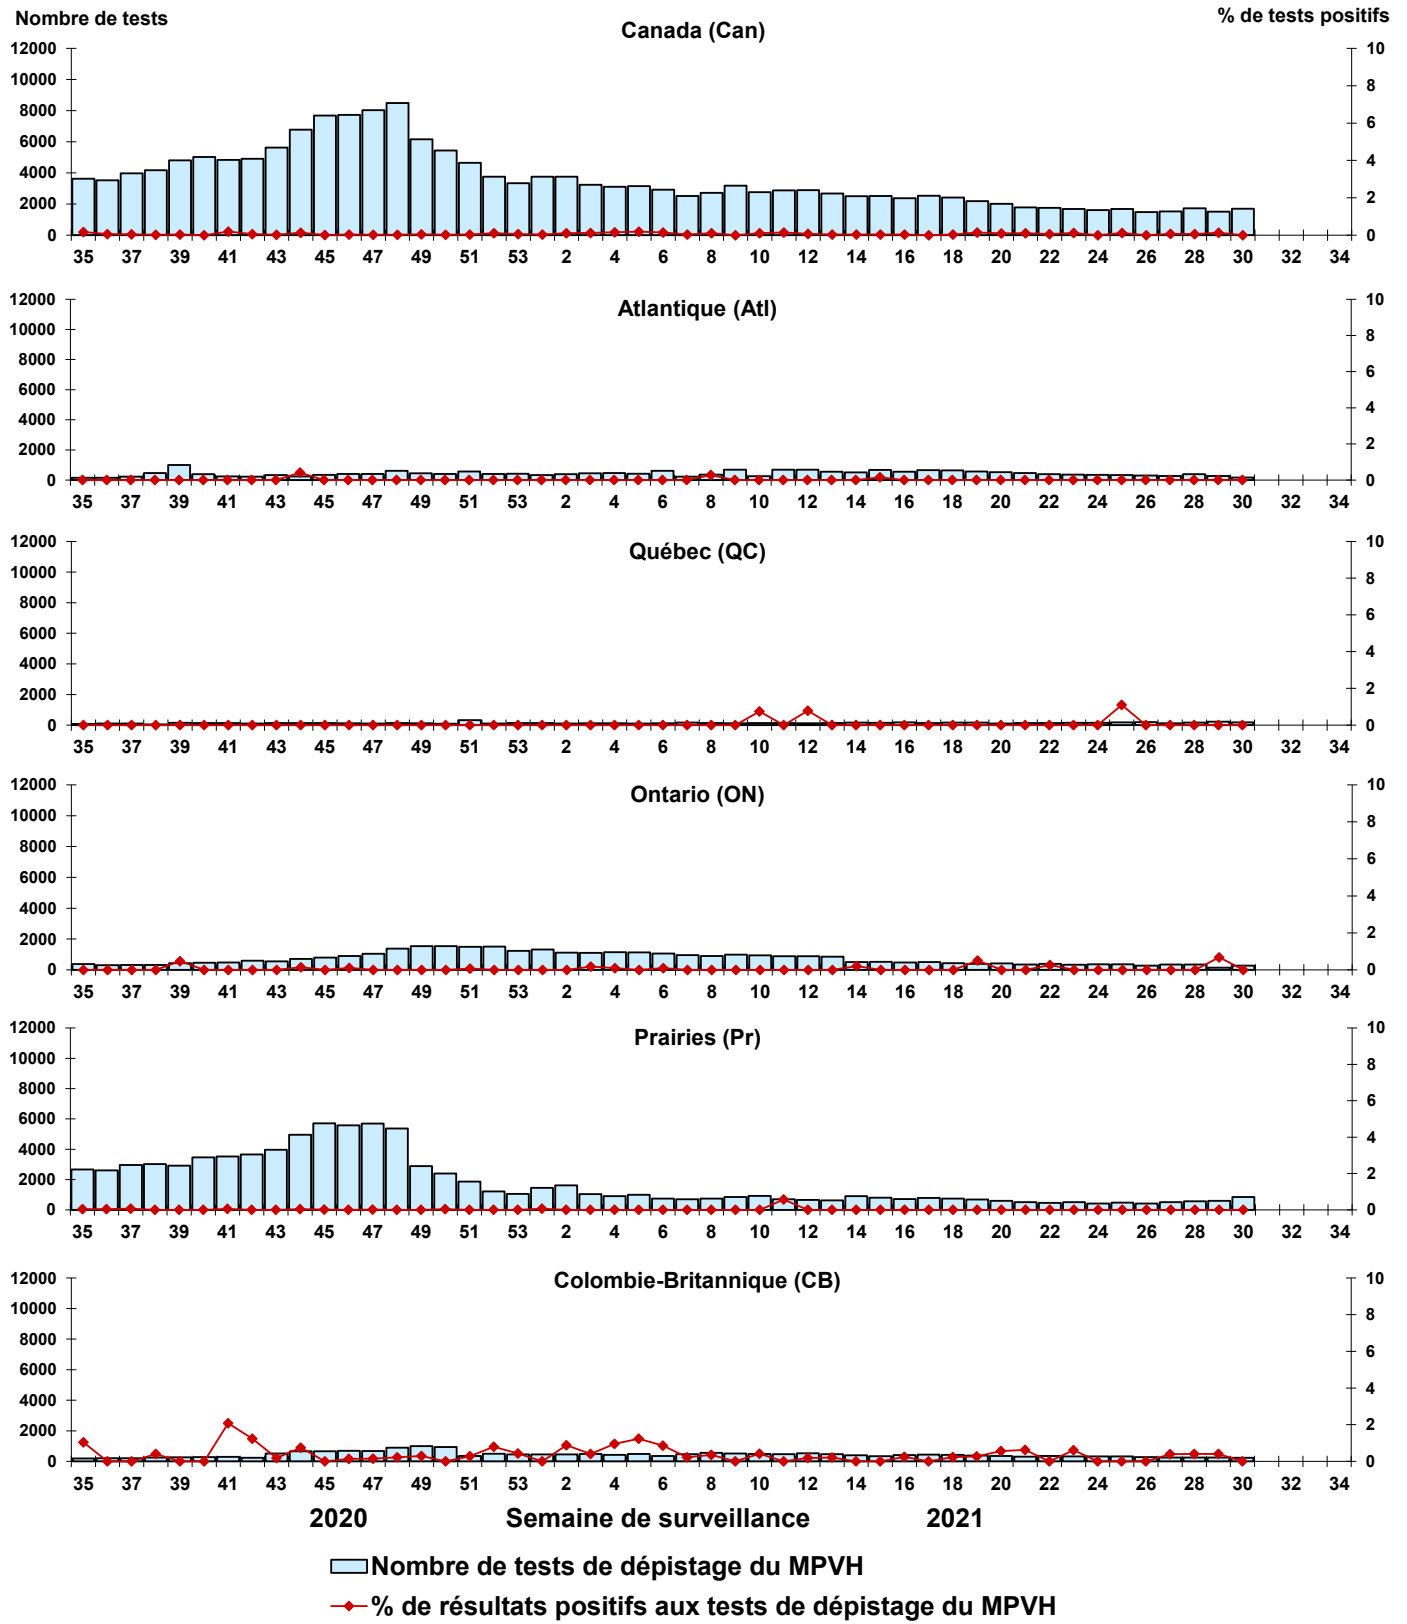 Nombre de tests
% de tests positifs
Canada (Can)
12000 10000 8000 6000 4000 2000 0
10 8 6 4 2 0
35 37 39 41 43 45 47 49 51 53 2 4 6 8 10 12 14 16 18 20 22 24 26 28 30 32 34
Atlantique (Atl)
12000 10000 8000 6000 4000 2000 0
10 8 6 4 2 0
35 37 39 41 43 45 47 49 51 53 2 4 6 8 10 12 14 16 18 20 22 24 26 28 30 32 34
Québec (QC)
12000 10000 8000 6000 4000 2000 0
10 8 6 4 2 0
35 37 39 41 43 45 47 49 51 53 2 4 6 8 10 12 14 16 18 20 22 24 26 28 30 32 34
Ontario (ON)
12000 10000 8000 6000 4000 2000 0
10 8 6 4 2 0
35 37 39 41 43 45 47 49 51 53 2 4 6 8 10 12 14 16 18 20 22 24 26 28 30 32 34
Prairies (Pr)
12000 10000 8000 6000 4000 2000 0
10 8 6 4 2 0
35 37 39 41 43 45 47 49 51 53 2 4 6 8 10 12 14 16 18 20 22 24 26 28 30 32 34
Colombie-Britannique (CB)
12000 10000 8000 6000 4000 2000 0
10 8 6 4 2 0
35 37 39 41 43 45 47 49 51 53 2 4 6 8 10 12 14 16 18 20 22 24 26 28 30 32 34
2020 Semaine de surveillance 2021
Nombre de tests de dépistage du MPVH
% de résultats positifs aux tests de dépistage du MPVH